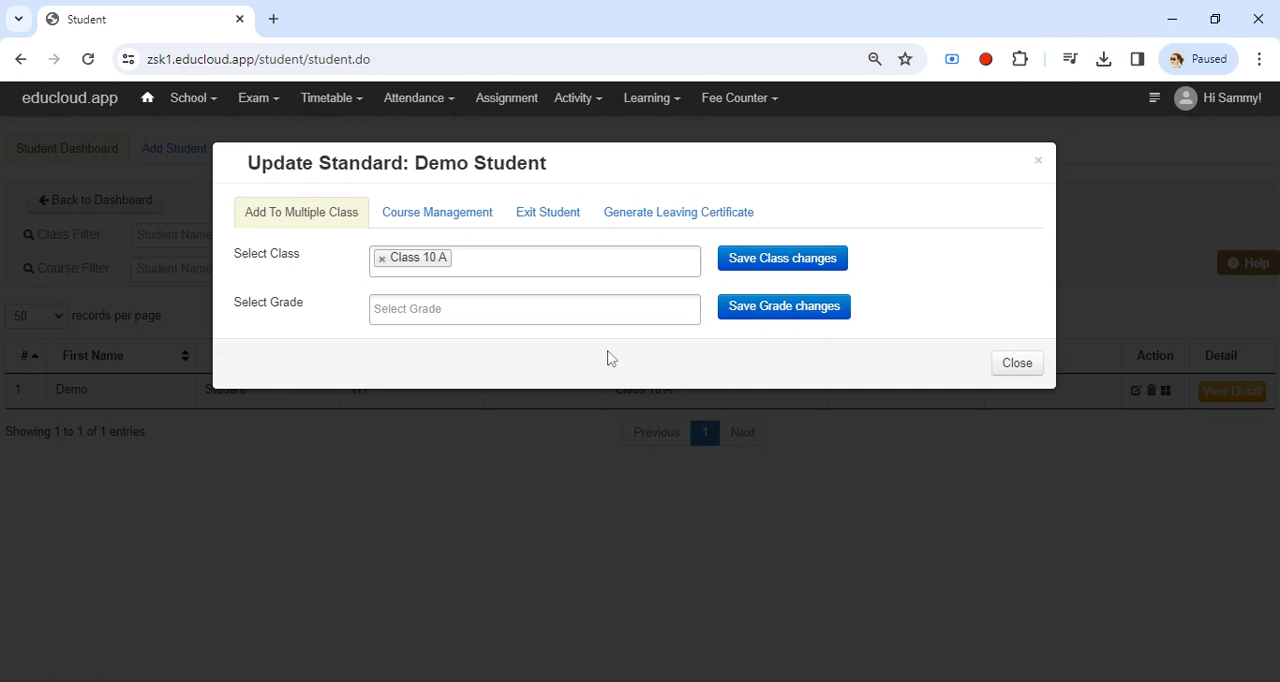 Student
zsk1.educloud.app/student/student.do
Paused
educloud.app School Exam Timetable Attendance Assignment Activity Learning Fee Counter Hi Sammy!
Student Dashboard Add Student
Update Standard: Demo Student ×
Back to Dashboard
Add To Multiple Class Course Management Exit Student Generate Leaving Certificate
Class Filter Student Name
Select Class × Class 10 A Save Class changes
Course Filter Student Name
Help
Select Grade Select Grade Save Grade changes
50 records per page
# First Name Action Detail
Close
1 Demo Student 111 Class 10 A View Detail
Showing 1 to 1 of 1 entries Previous 1 Next